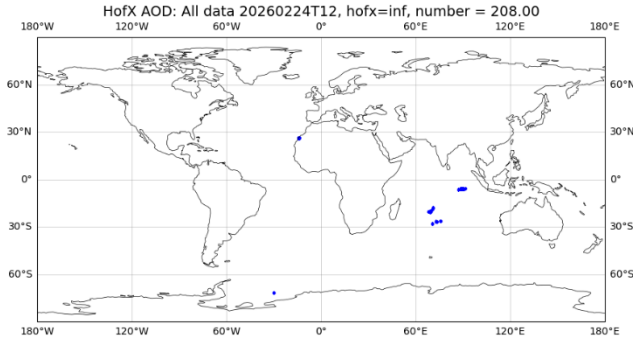 HofX AOD: All data 20260224T12, hofx=inf, number = 208.00
180°W 120°W 60°W 0° 60°E 120°E 180°E
60°N 60°N
30°N 30°N
0° 0°
30°S 30°S
60°S 60°S
180°W 120°W 60°W 0° 60°E 120°E 180°E